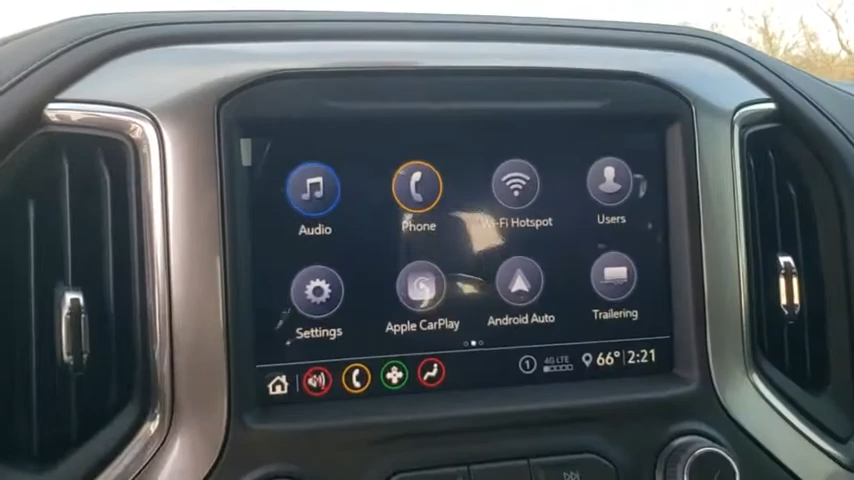 Audio Phone Wi-Fi Hotspot Users
Settings Apple CarPlay Android Auto Trailering
1 4G LTE 66° 2:21